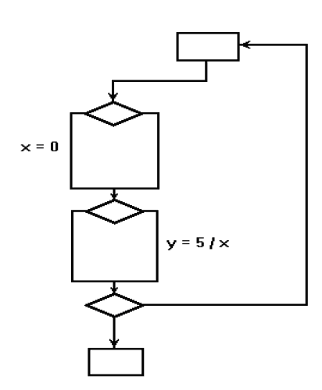 x = 0
y = 5 / x